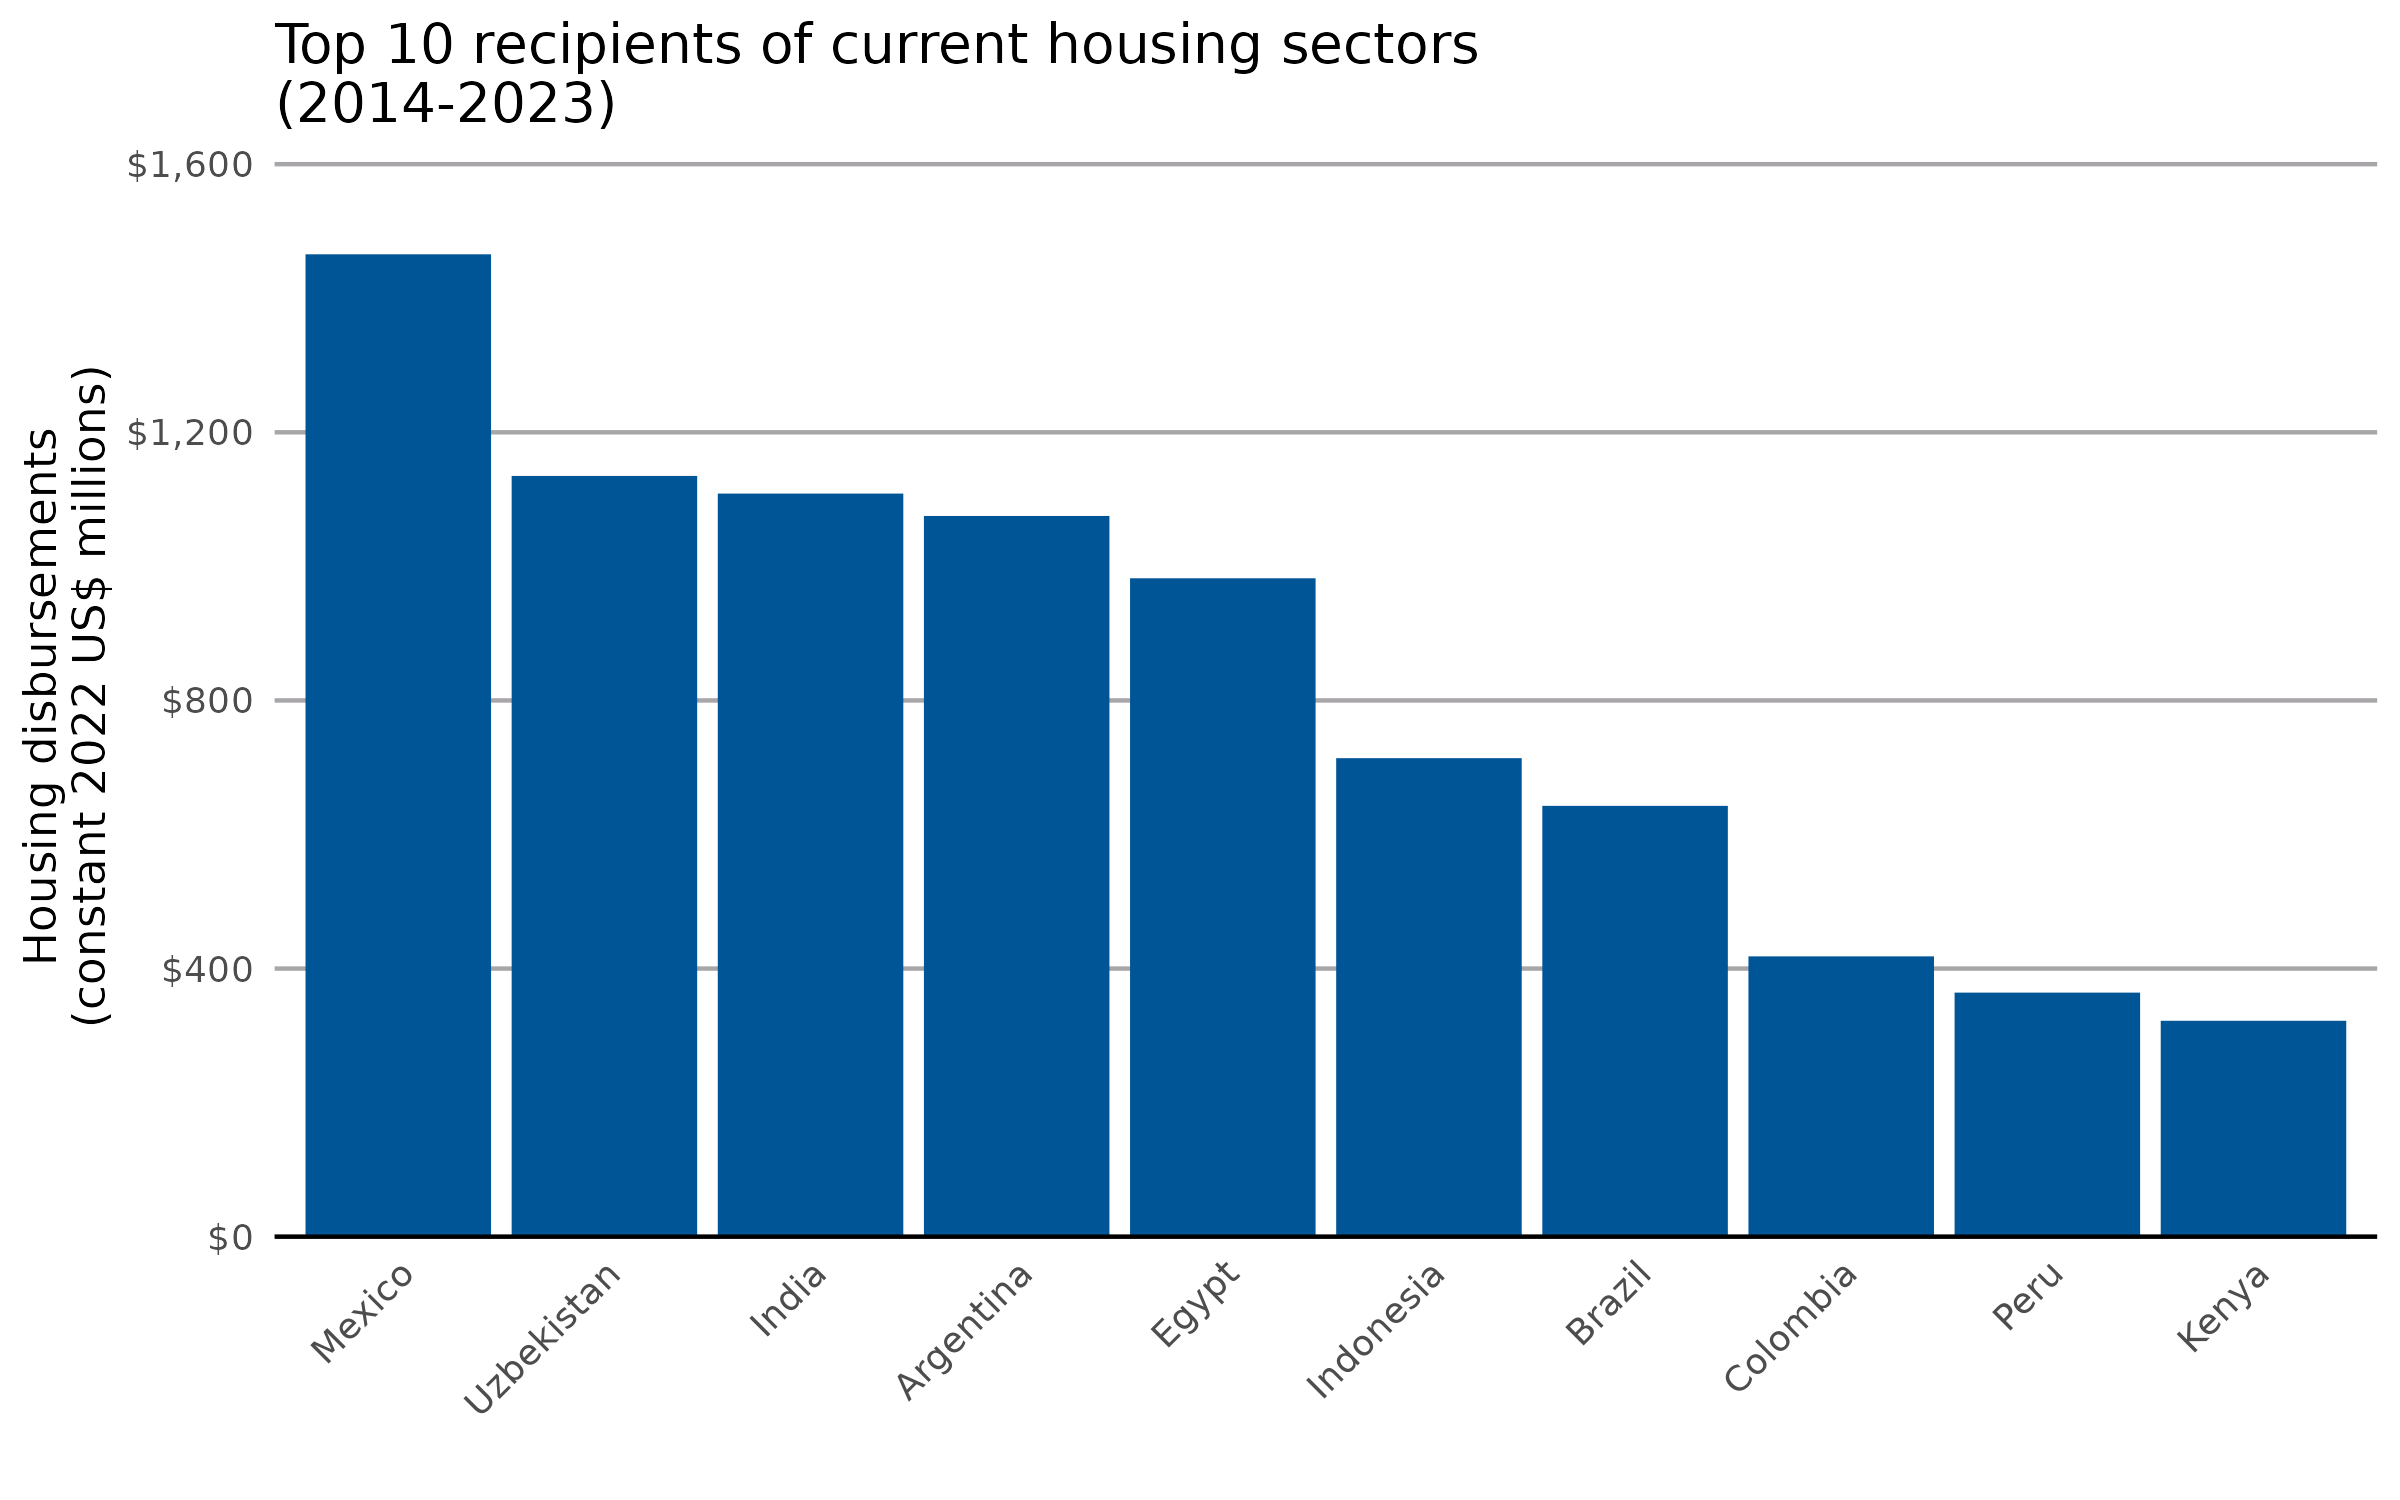 Top 10 recipients of current housing sectors
(2014-2023)
Housing disbursements
(constant 2022 US$ millions)
$1,600
$1,200
$800
$400
$0
Mexico
Uzbekistan
India
Argentina
Egypt
Indonesia
Brazil
Colombia
Peru
Kenya